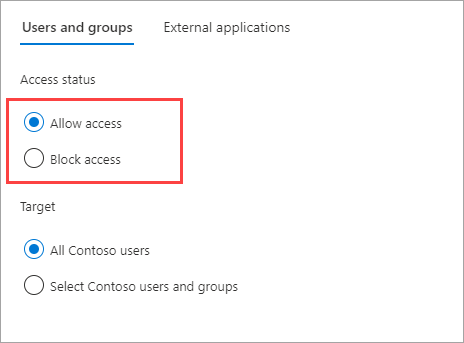 Users and groups External applications
Access status
Allow access
Block access
Target
All Contoso users
Select Contoso users and groups